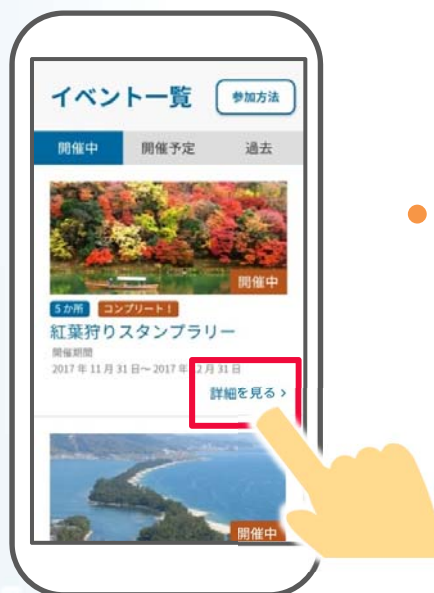 イベント一覧
参加方法
開催中 開催予定 過去
開催中
5か所 コンプリート！
紅葉狩りスタンプラリー
開催期間
2017年11月31日〜2017年12月31日
詳細を見る ›
開催中